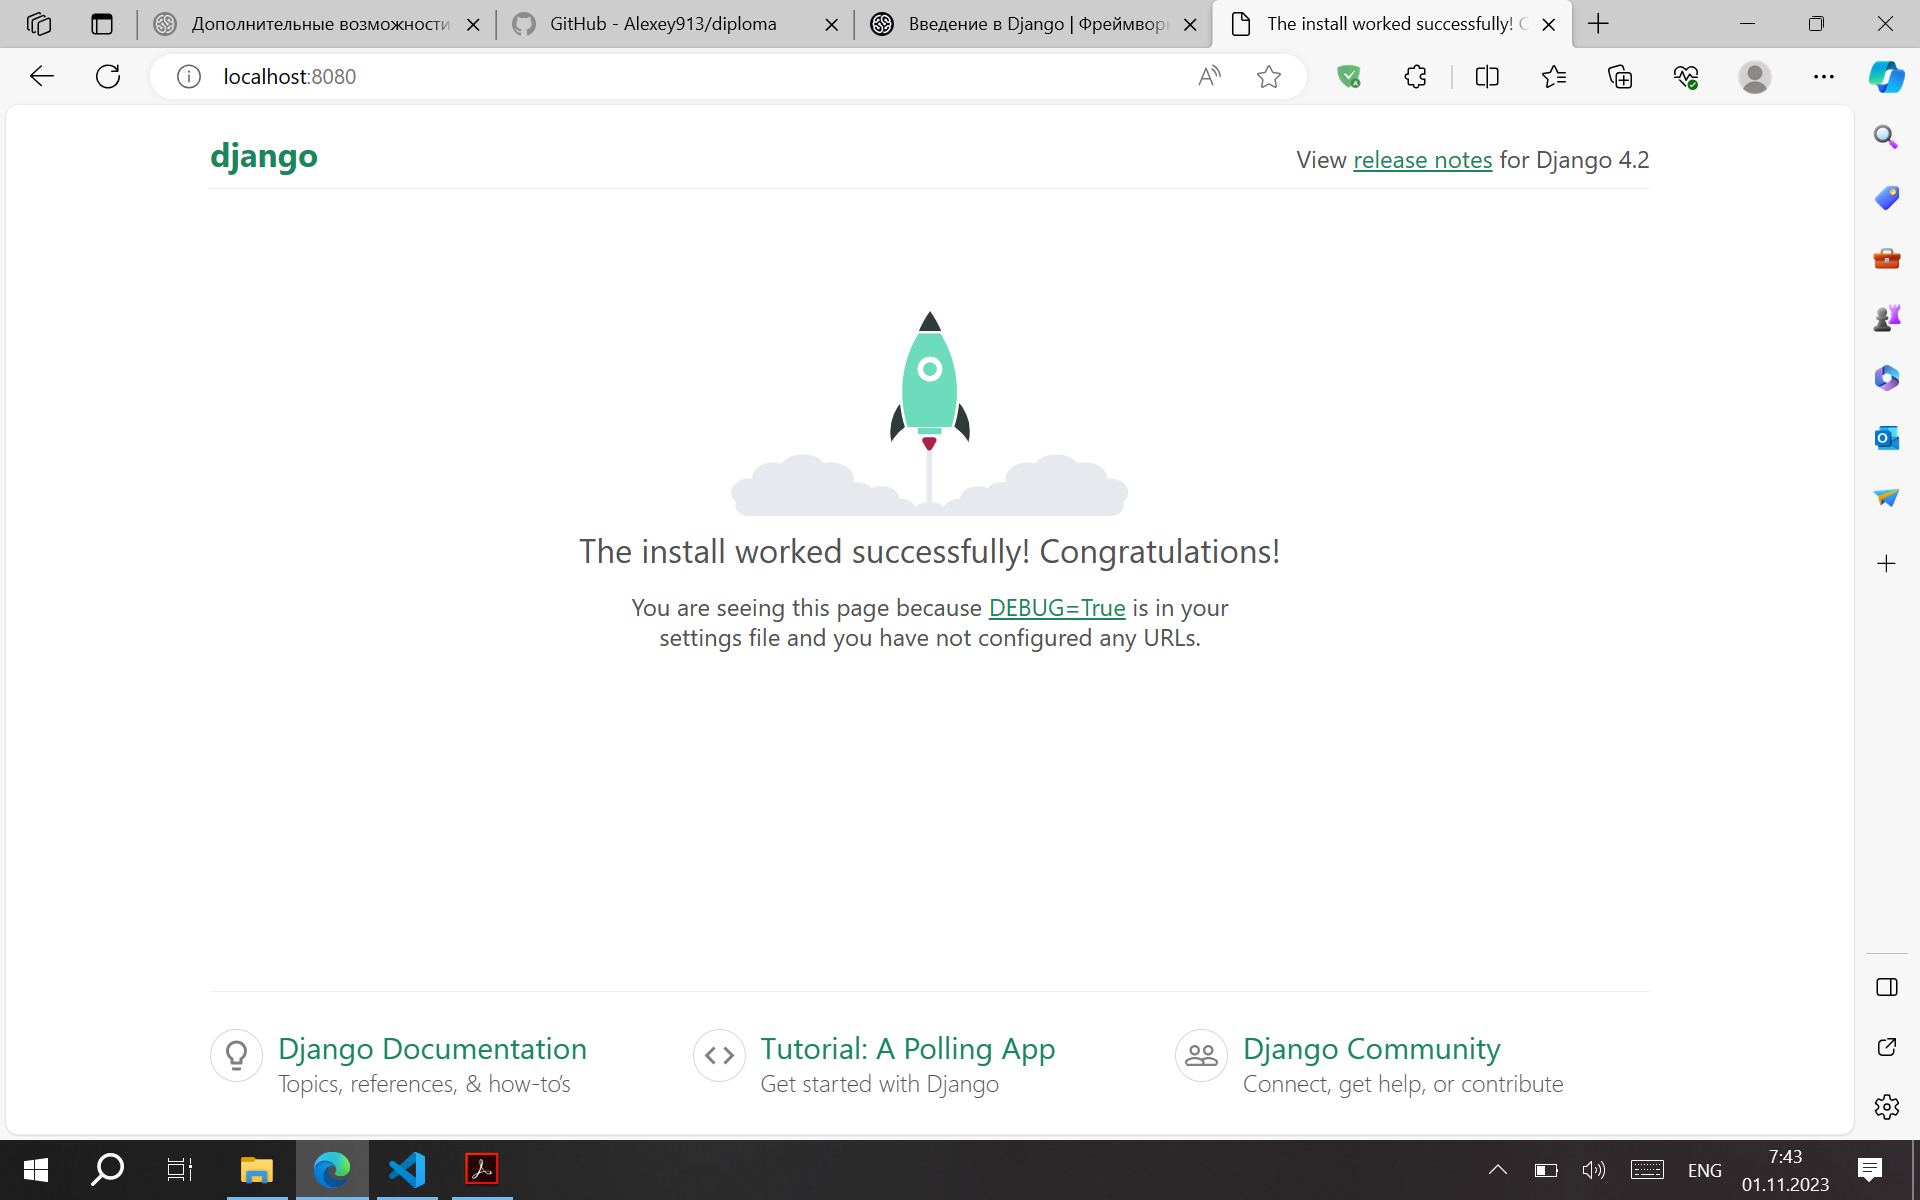 Дополнительные возможности
GitHub - Alexey913/diploma
Введение в Django | Фреймвор
The install worked successfully! C
localhost:8080
django
View release notes for Django 4.2
The install worked successfully! Congratulations!
You are seeing this page because DEBUG=True is in your
settings file and you have not configured any URLs.
Django Documentation
Topics, references, & how-to's
Tutorial: A Polling App
Get started with Django
Django Community
Connect, get help, or contribute
ENG
7:43
01.11.2023